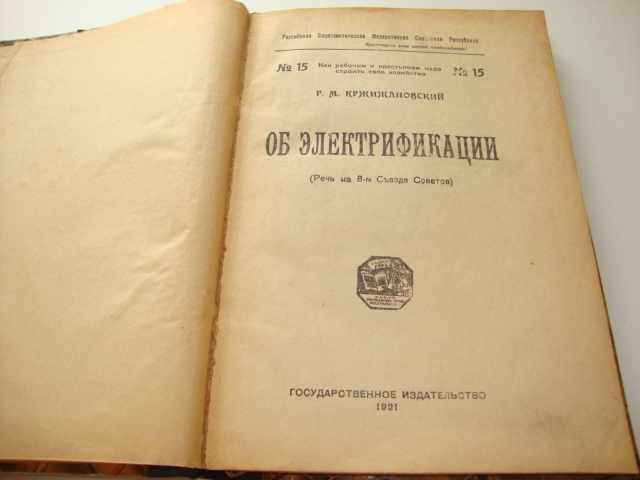 Российская Социалистическая Федеративная Советская Республика
Пролетарии всех стран, соединяйтесь!
№ 15 Как рабочим и крестьянам надо строить свое хозяйство № 15
Г. М. КРЖИЖАНОВСКИЙ
ОБ ЭЛЕКТРИФИКАЦИИ
(Речь на 8-м Съезде Советов)
ГОСУДАРСТВЕННОЕ ИЗДАТЕЛЬСТВО
1921